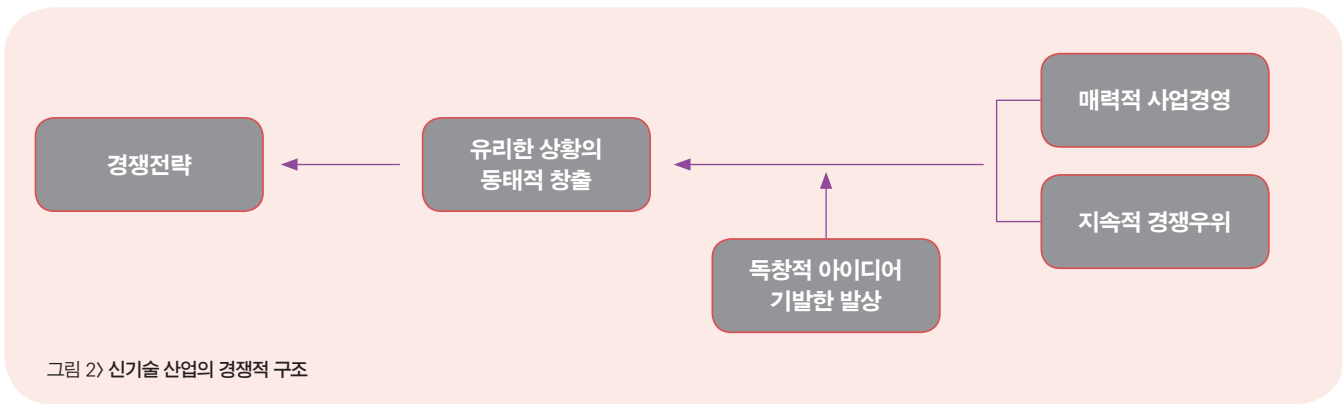 경쟁전략
유리한 상황의
동태적 창출
매력적 사업경영
지속적 경쟁우위
독창적 아이디어
기발한 발상
그림 2〉 신기술 산업의 경쟁적 구조